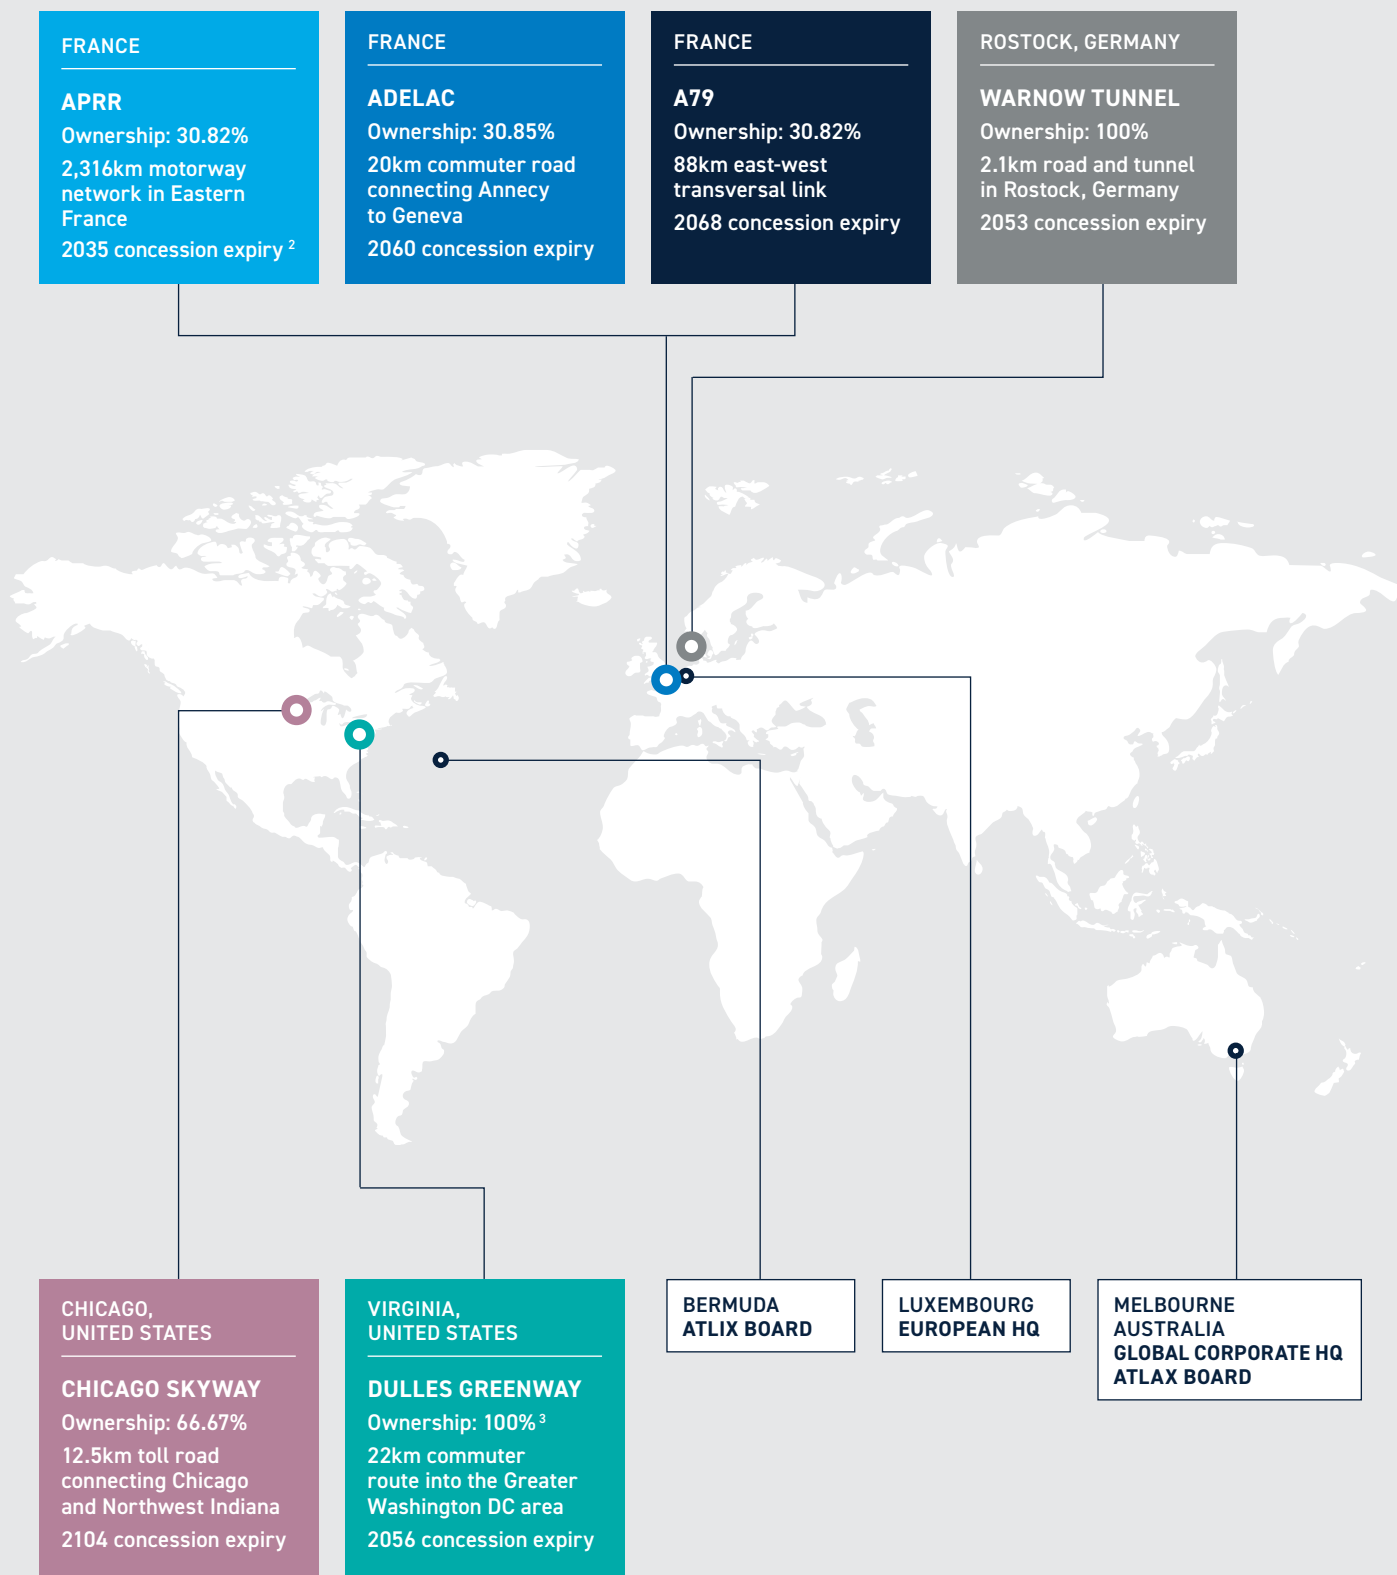 FRANCE
APRR
Ownership: 30.82%
2,316km motorway
network in Eastern
France
2035 concession expiry 2
FRANCE
ADELAC
Ownership: 30.85%
20km commuter road
connecting Annecy
to Geneva
2060 concession expiry
FRANCE
A79
Ownership: 30.82%
88km east-west
transversal link
2068 concession expiry
ROSTOCK, GERMANY
WARNOW TUNNEL
Ownership: 100%
2.1km road and tunnel
in Rostock, Germany
2053 concession expiry
CHICAGO,
UNITED STATES
CHICAGO SKYWAY
Ownership: 66.67%
12.5km toll road
connecting Chicago
and Northwest Indiana
2104 concession expiry
VIRGINIA,
UNITED STATES
DULLES GREENWAY
Ownership: 100% 3
22km commuter
route into the Greater
Washington DC area
2056 concession expiry
BERMUDA
ATLIX BOARD
LUXEMBOURG
EUROPEAN HQ
MELBOURNE
AUSTRALIA
GLOBAL CORPORATE HQ
ATLAX BOARD